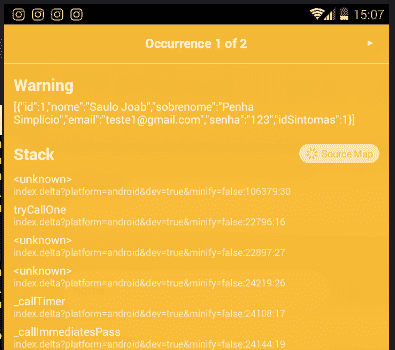 15:07
Occurrence 1 of 2
Warning
[{"id":1,"nome":"Saulo Joab","sobrenome":"Penha
Simplicio","email":"teste1@gmail.com","senha":"123","idSintomas":1}]
Stack
Source Map
<unknown>
index.delta?platform=android&dev=true&minify=false:106379:30
tryCallOne
index.delta?platform=android&dev=true&minify=false:22796:16
<unknown>
index.delta?platform=android&dev=true&minify=false:22897:27
<unknown>
index.delta?platform=android&dev=true&minify=false:24219:26
_callTimer
index.delta?platform=android&dev=true&minify=false:24108:17
_callImmediatesPass
index.delta?platform=android&dev=true&minify=false:24144:19